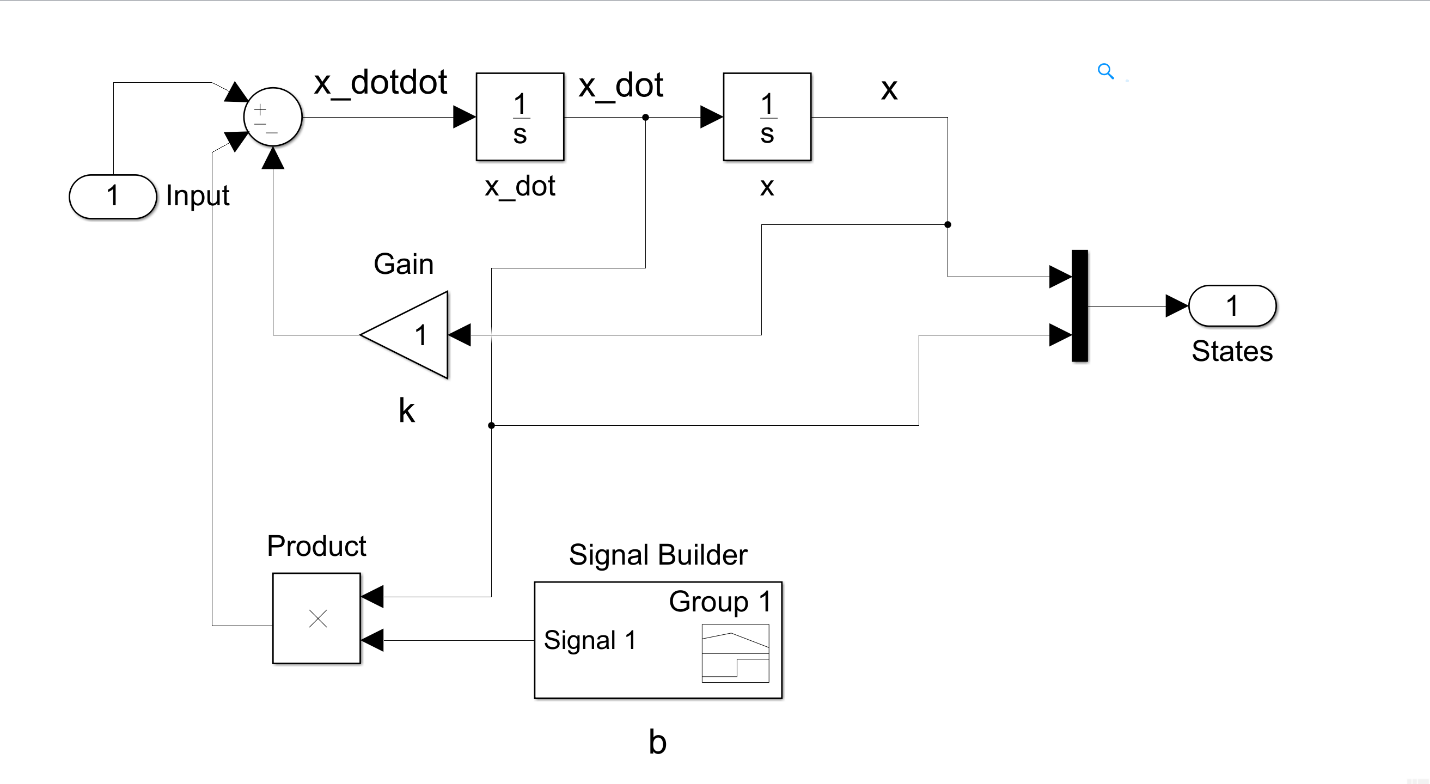 x_dotdot
1
s
x_dot
x_dot
1
s
x
x
+
−
−
1
Input
Gain
1
k
1
States
Product
×
Signal Builder
Group 1
Signal 1
b